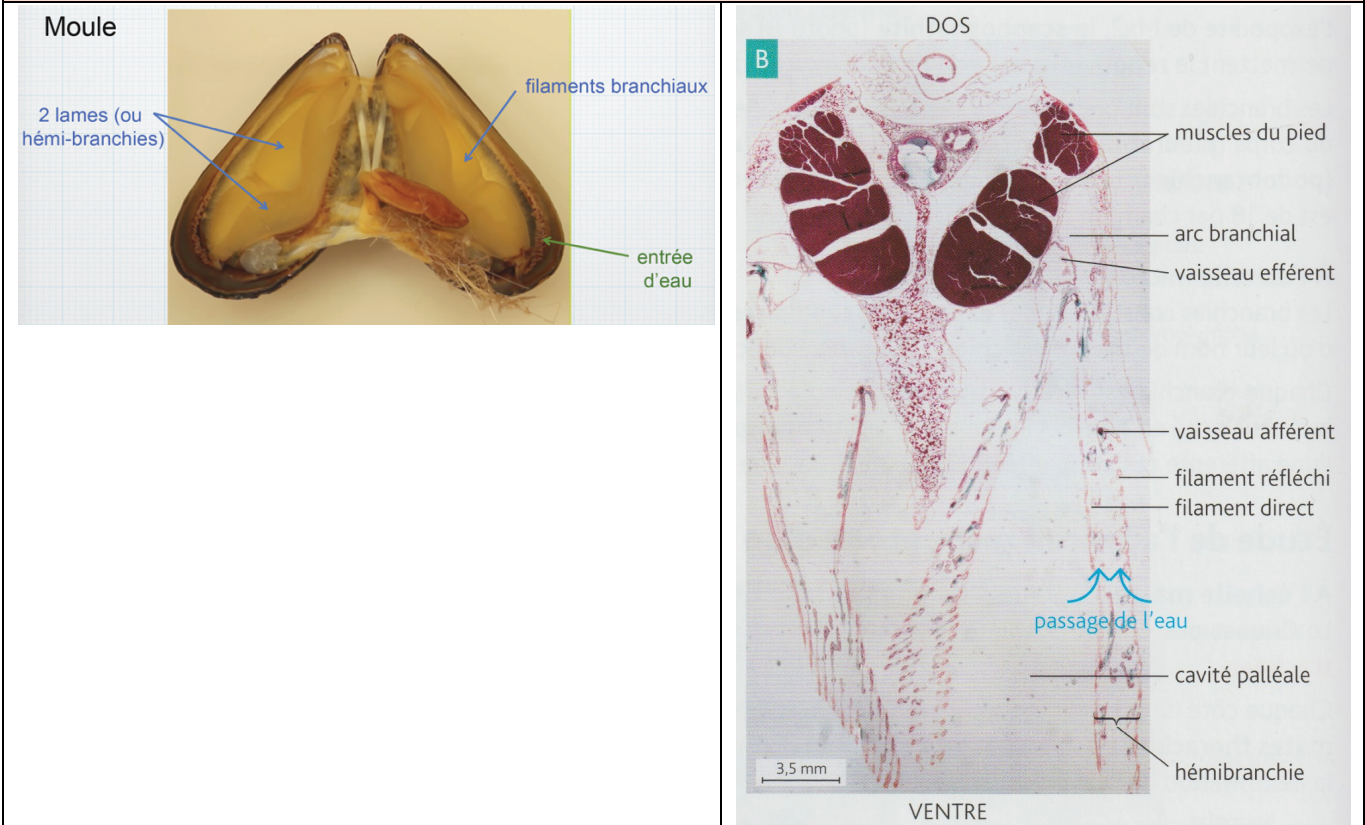 Moule
2 lames (ou
hémi-branchies)
filaments branchiaux
entrée
d'eau
DOS
B
muscles du pied
arc branchial
vaisseau efférent
vaisseau afférent
filament réfléchi
filament direct
passage de l'eau
cavité palléale
hémibranchie
3,5 mm
VENTRE